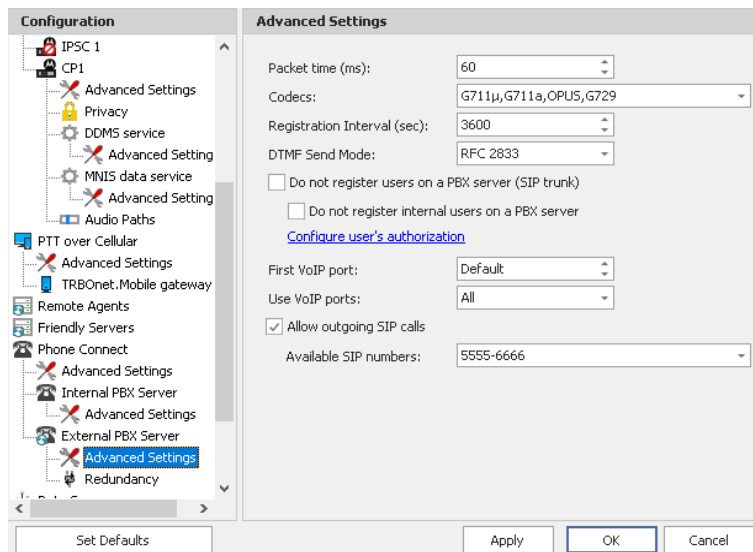 Configuration
IPSC 1
CP1
Advanced Settings
Privacy
DDMS service
Advanced Setting
MNIS data service
Advanced Setting
Audio Paths
PTT over Cellular
Advanced Settings
TRBOnet.Mobile gateway
Remote Agents
Friendly Servers
Phone Connect
Advanced Settings
Internal PBX Server
Advanced Settings
External PBX Server
Advanced Settings
Redundancy
Advanced Settings
Packet time (ms): 60
Codecs: G711µ,G711a,OPUS,G729
Registration Interval (sec): 3600
DTMF Send Mode: RFC 2833
Do not register users on a PBX server (SIP trunk)
Do not register internal users on a PBX server
Configure user's authorization
First VoIP port: Default
Use VoIP ports: All
Allow outgoing SIP calls
Available SIP numbers: 5555-6666
Set Defaults Apply OK Cancel